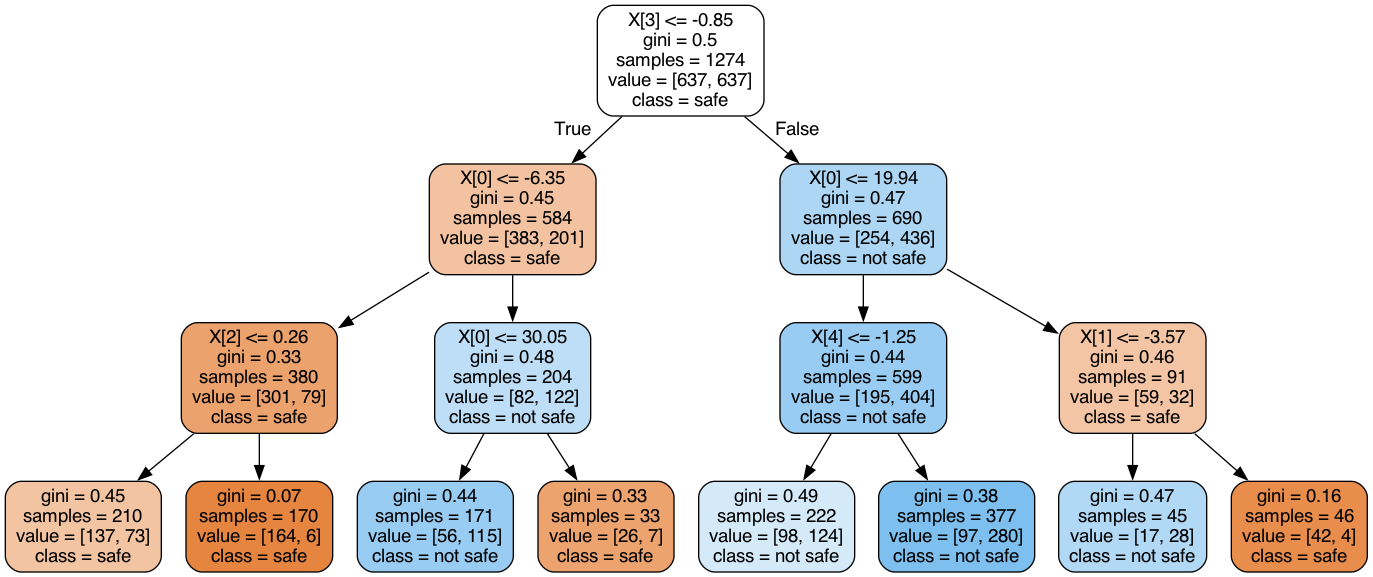 X[3] <= -0.85
gini = 0.5
samples = 1274
value = [637, 637]
class = safe
True
False
X[0] <= -6.35
gini = 0.45
samples = 584
value = [383, 201]
class = safe
X[0] <= 19.94
gini = 0.47
samples = 690
value = [254, 436]
class = not safe
X[2] <= 0.26
gini = 0.33
samples = 380
value = [301, 79]
class = safe
X[0] <= 30.05
gini = 0.48
samples = 204
value = [82, 122]
class = not safe
X[4] <= -1.25
gini = 0.44
samples = 599
value = [195, 404]
class = not safe
X[1] <= -3.57
gini = 0.46
samples = 91
value = [59, 32]
class = safe
gini = 0.45
samples = 210
value = [137, 73]
class = safe
gini = 0.07
samples = 170
value = [164, 6]
class = safe
gini = 0.44
samples = 171
value = [56, 115]
class = not safe
gini = 0.33
samples = 33
value = [26, 7]
class = safe
gini = 0.49
samples = 222
value = [98, 124]
class = not safe
gini = 0.38
samples = 377
value = [97, 280]
class = not safe
gini = 0.47
samples = 45
value = [17, 28]
class = not safe
gini = 0.16
samples = 46
value = [42, 4]
class = safe